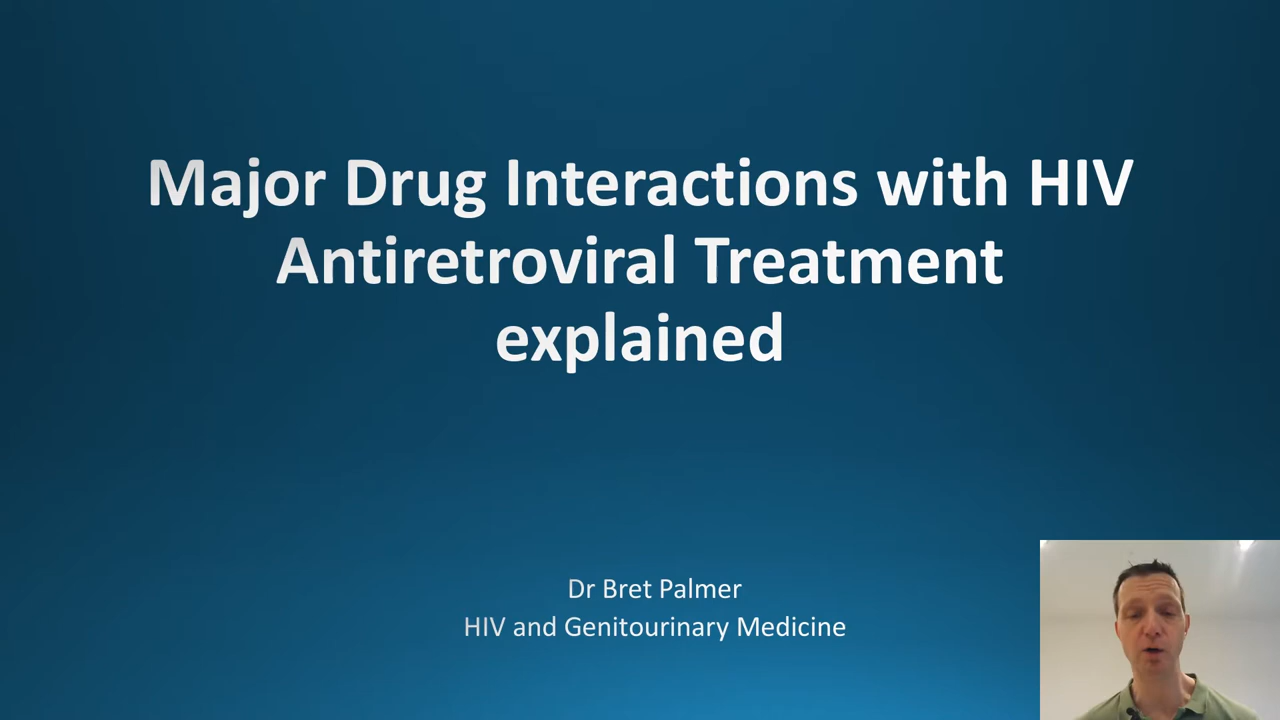 Major Drug Interactions with HIV
Antiretroviral Treatment
explained
Dr Bret Palmer
HIV and Genitourinary Medicine